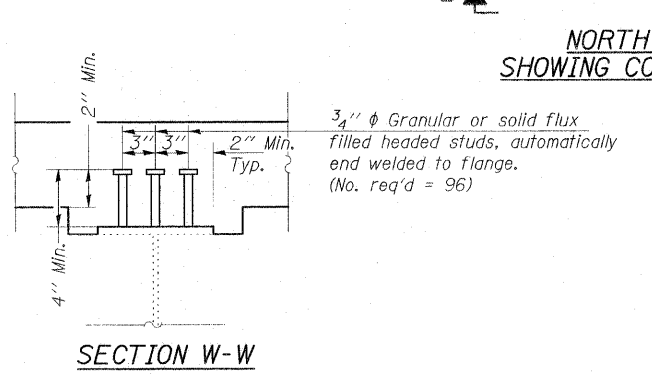 NORTH
SHOWING CO
2" Min.
3" 3"
2" Min.
Typ.
3/4" ϕ Granular or solid flux
filled headed studs, automatically
end welded to flange.
(No. req'd = 96)
4" Min.
SECTION W-W